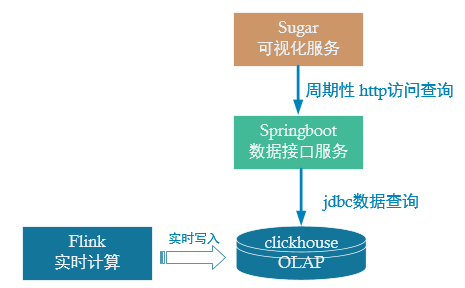 Sugar
可视化服务
周期性 http访问查询
Springboot
数据接口服务
jdbc数据查询
Flink
实时计算
实时写入
clickhouse
OLAP